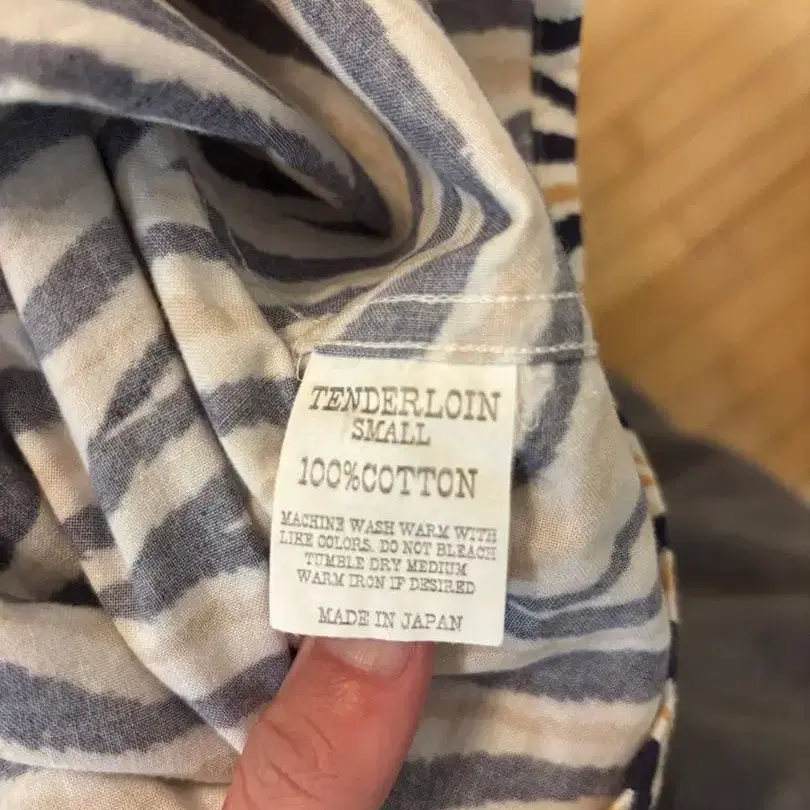 TENDERLOIN
SMALL
100%COTTON
MACHINE WASH WARM WITH
LIKE COLORS. DO NOT BLEACH
TUMBLE DRY MEDIUM
WARM IRON IF DESIRED
MADE IN JAPAN